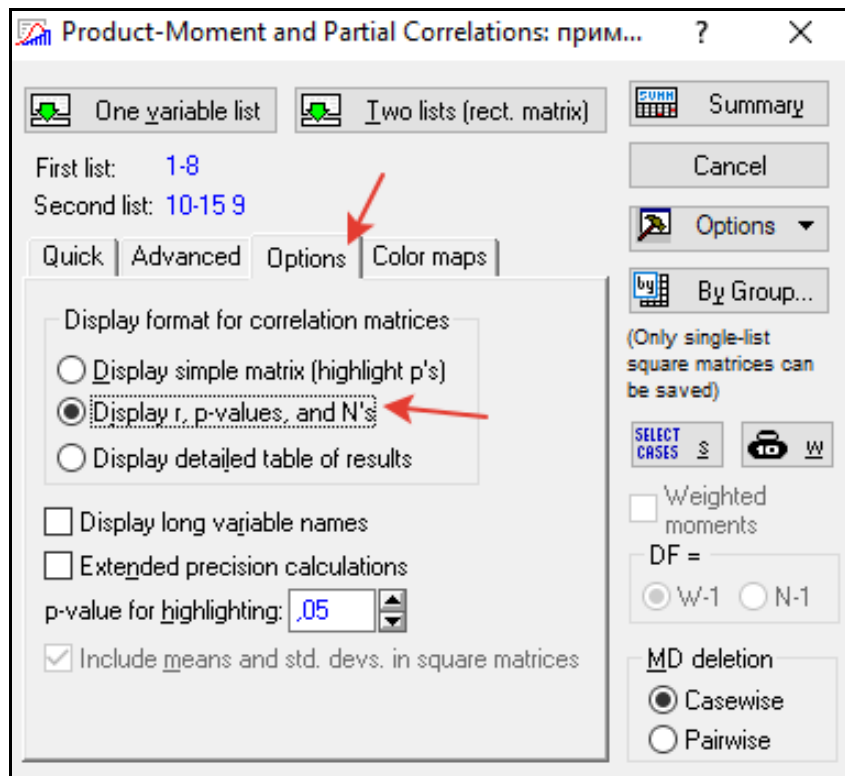 Product-Moment and Partial Correlations: прим... ?
One variable list
Two lists (rect. matrix)
First list: 1-8
Second list: 10-15 9
Quick
Advanced
Options
Color maps
Display format for correlation matrices
Display simple matrix (highlight p's)
Display r, p-values, and N's
Display detailed table of results
Display long variable names
Extended precision calculations
p-value for highlighting: ,05
Include means and std. devs. in square matrices
SUMM
Summary
Cancel
Options
by
By Group...
(Only single-list
square matrices can
be saved)
SELECT
CASES S
10 W
Weighted
moments
DF =
W-1 N-1
MD deletion
Casewise
Pairwise